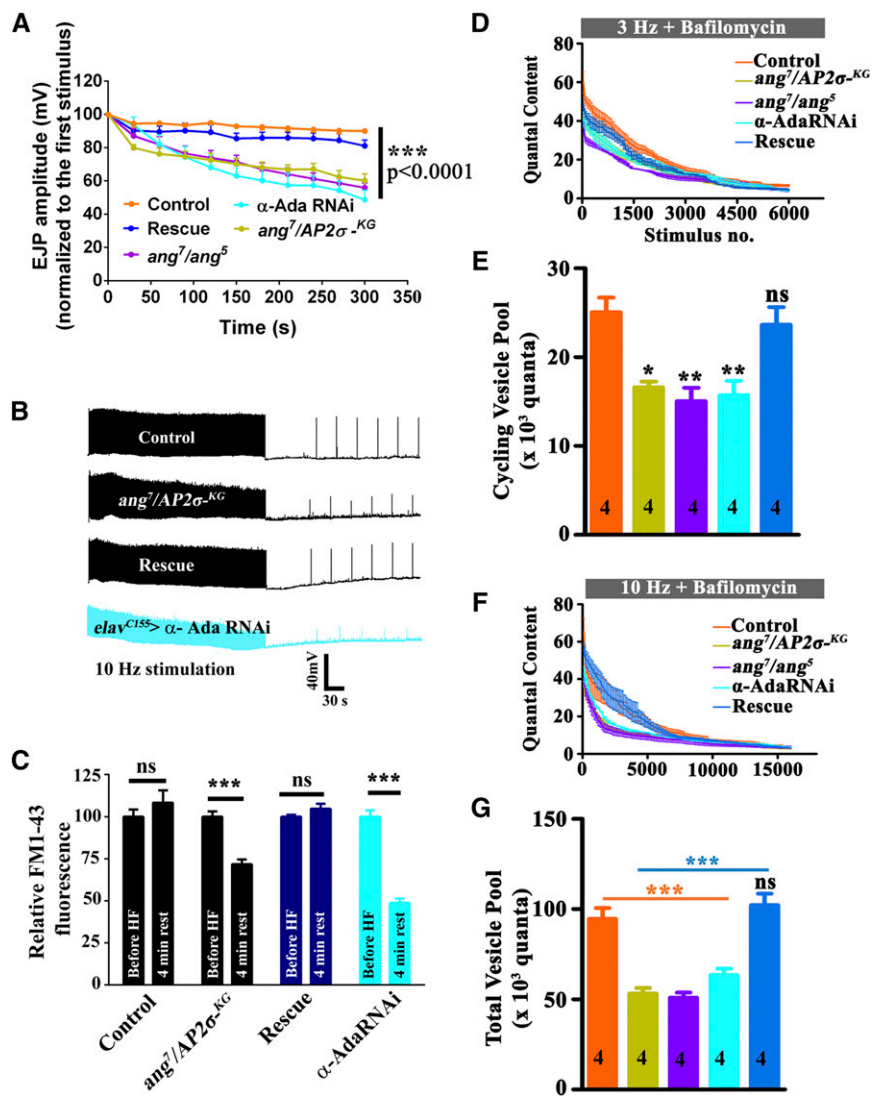 A
EJP amplitude (mV)
(normalized to the first stimulus)
120
100
80
60
40
20
0
0 50 100 150 200 250 300 350
Time (s)
***
p<0.0001
Control
Rescue
ang⁷/ang⁵
α-Ada RNAi
ang⁷/AP2σ-ᴷᴳ
B
Control
ang⁷/AP2σ-ᴷᴳ
Rescue
elavC155> α- Ada RNAi
10 Hz stimulation
40mV
30 s
C
Relative FM1-43
fluorescence
125
100
75
50
25
0
ns
***
ns
***
Before HF
4 min rest
Before HF
4 min rest
Before HF
4 min rest
Before HF
4 min rest
Control
ang⁷/AP2σ-ᴷᴳ
Rescue
α-AdaRNAi
D
3 Hz + Bafilomycin
Quantal Content
80
60
40
20
0
0 1500 3000 4500 6000
Stimulus no.
Control
ang⁷/AP2σ-ᴷᴳ
ang⁷/ang⁵
α-AdaRNAi
Rescue
E
Cycling Vesicle Pool
(x 10³ quanta)
30
20
10
0
*
**
**
ns
4 4 4 4 4
F
10 Hz + Bafilomycin
Quantal Content
80
60
40
20
0
0 5000 10000 15000
Control
ang⁷/AP2σ-ᴷᴳ
ang⁷/ang⁵
α-AdaRNAi
Rescue
G
Total Vesicle Pool
(x 10³ quanta)
150
100
50
0
***
***
ns
4 4 4 4 4